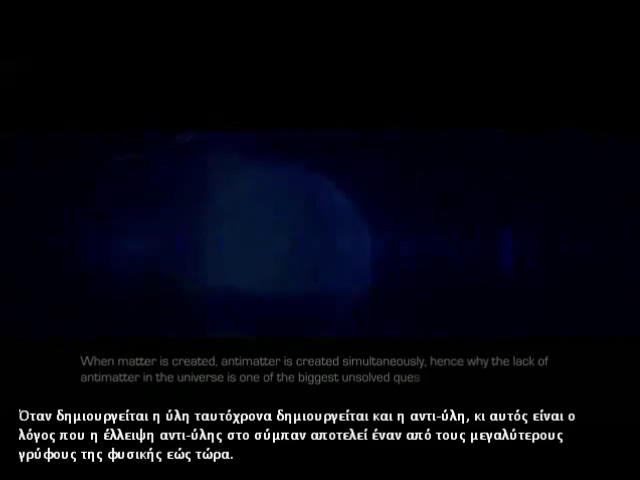 When matter is created, antimatter is created simultaneously, hence why the lack of
antimatter in the universe is one of the biggest unsolved ques
Όταν δημιουργείται η ύλη ταυτόχρονα δημιουργείται και η αντι-ύλη, κι αυτός είναι ο
λόγος που η έλλειψη αντι-ύλης στο σύμπαν αποτελεί έναν από τους μεγαλύτερους
γρύφους της φυσικής εώς τώρα.